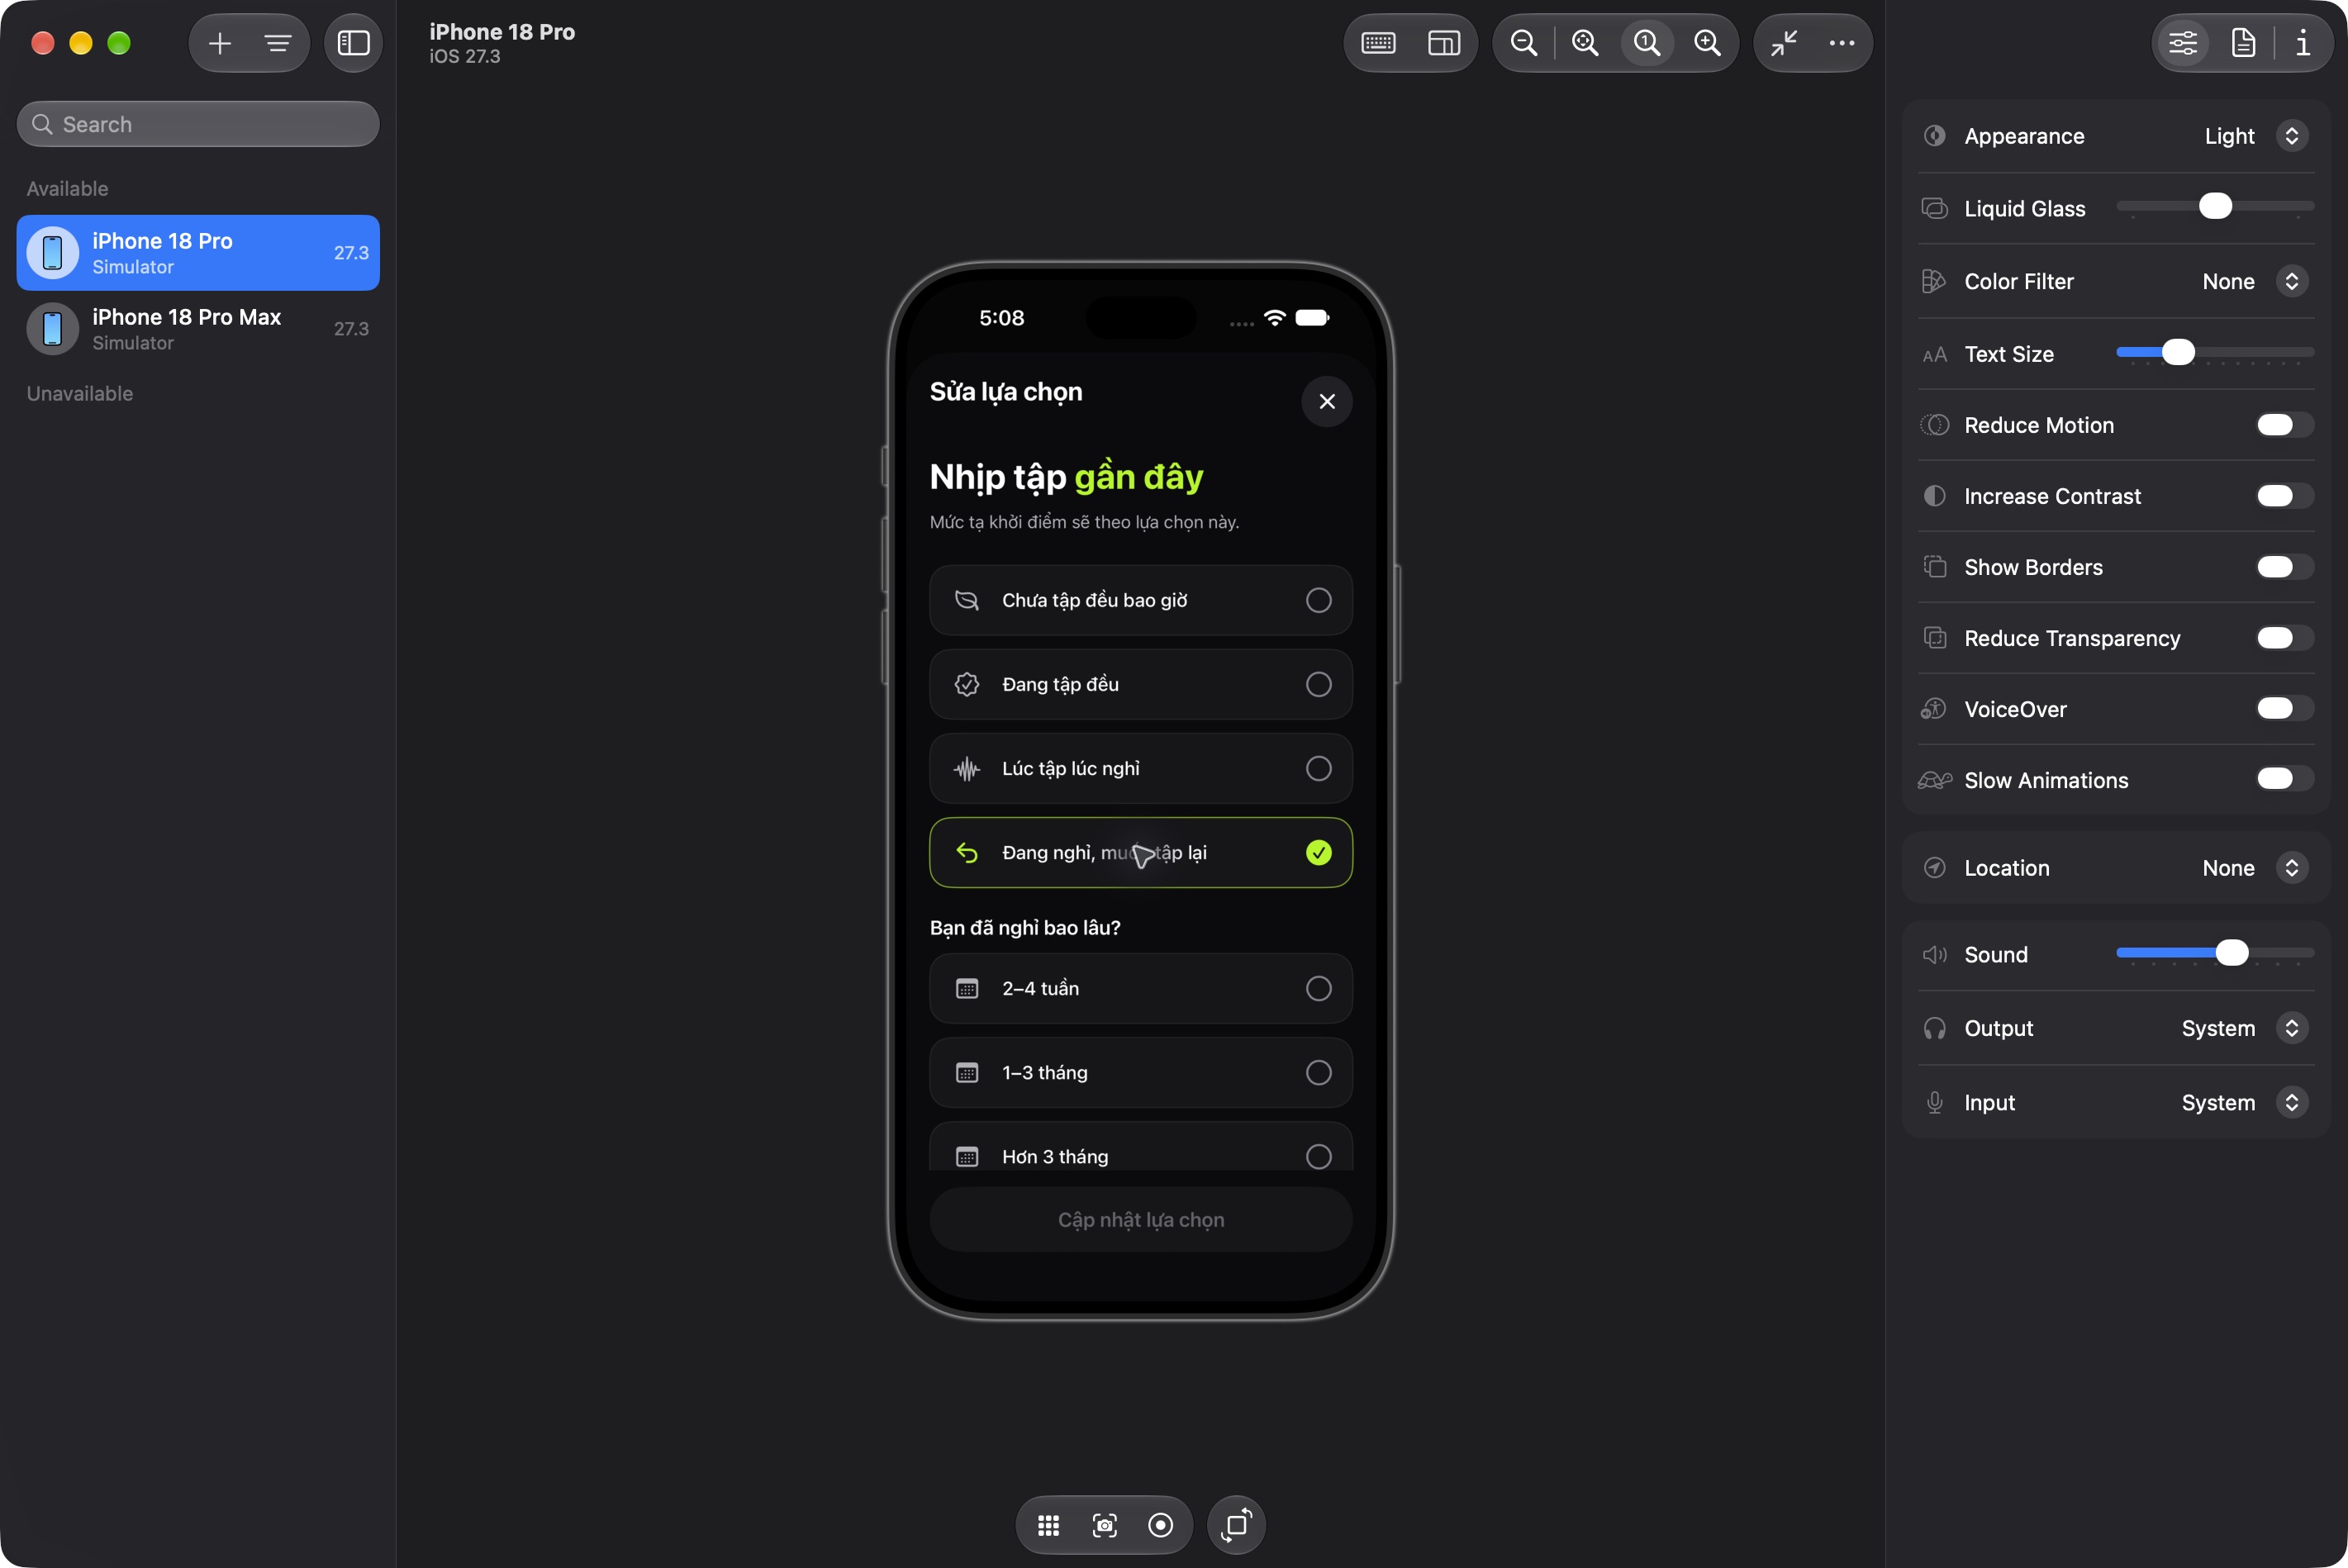 iPhone 18 Pro
iOS 27.3
Search
Available
iPhone 18 Pro
Simulator
27.3
iPhone 18 Pro Max
Simulator
27.3
Unavailable
5:08
Sửa lựa chọn
Nhịp tập gần đây
Mức tạ khởi điểm sẽ theo lựa chọn này.
Chưa tập đều bao giờ
Đang tập đều
Lúc tập lúc nghỉ
Đang nghỉ, tập lại
Bạn đã nghỉ bao lâu?
2–4 tuần
1–3 tháng
Hơn 3 tháng
Cập nhật lựa chọn
Appearance
Light
Liquid Glass
Color Filter
None
Text Size
Reduce Motion
Increase Contrast
Show Borders
Reduce Transparency
VoiceOver
Slow Animations
Location
None
Sound
Output
System
Input
System